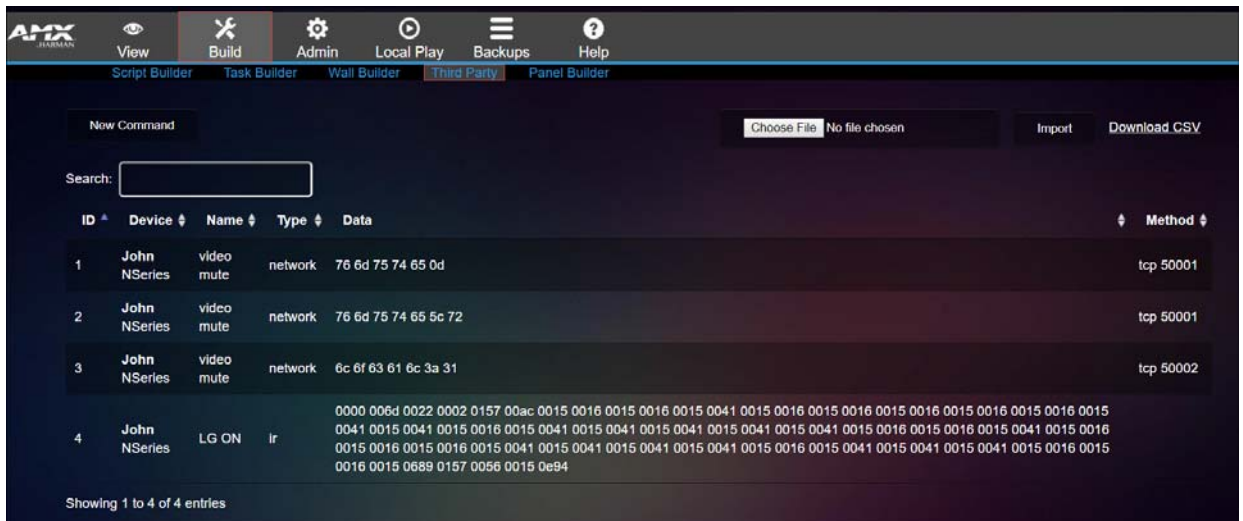 AMX
HARMAN
View Build Admin Local Play Backups Help
Script Builder Task Builder Wall Builder Third Party Panel Builder
New Command Choose File No file chosen Import Download CSV
Search:
ID Device Name Type Data Method
1 John NSeries video mute network 76 6d 75 74 65 0d tcp 50001
2 John NSeries video mute network 76 6d 75 74 65 5c 72 tcp 50001
3 John NSeries video mute network 6c 6f 63 61 6c 3a 31 tcp 50002
4 John NSeries LG ON ir
0000 006d 0022 0002 0157 00ac 0015 0016 0015 0016 0015 0041 0015 0016 0015 0016 0015 0016 0015 0016 0015 0016 0015
0041 0015 0041 0015 0016 0015 0041 0015 0041 0015 0041 0015 0041 0015 0041 0015 0016 0015 0016 0015 0041 0015 0016
0015 0016 0015 0016 0015 0041 0015 0041 0015 0041 0015 0041 0015 0016 0015 0016 0015 0041 0015 0041 0015 0041 0015 0016 0015
0016 0015 0689 0157 0056 0015 0e94
Showing 1 to 4 of 4 entries